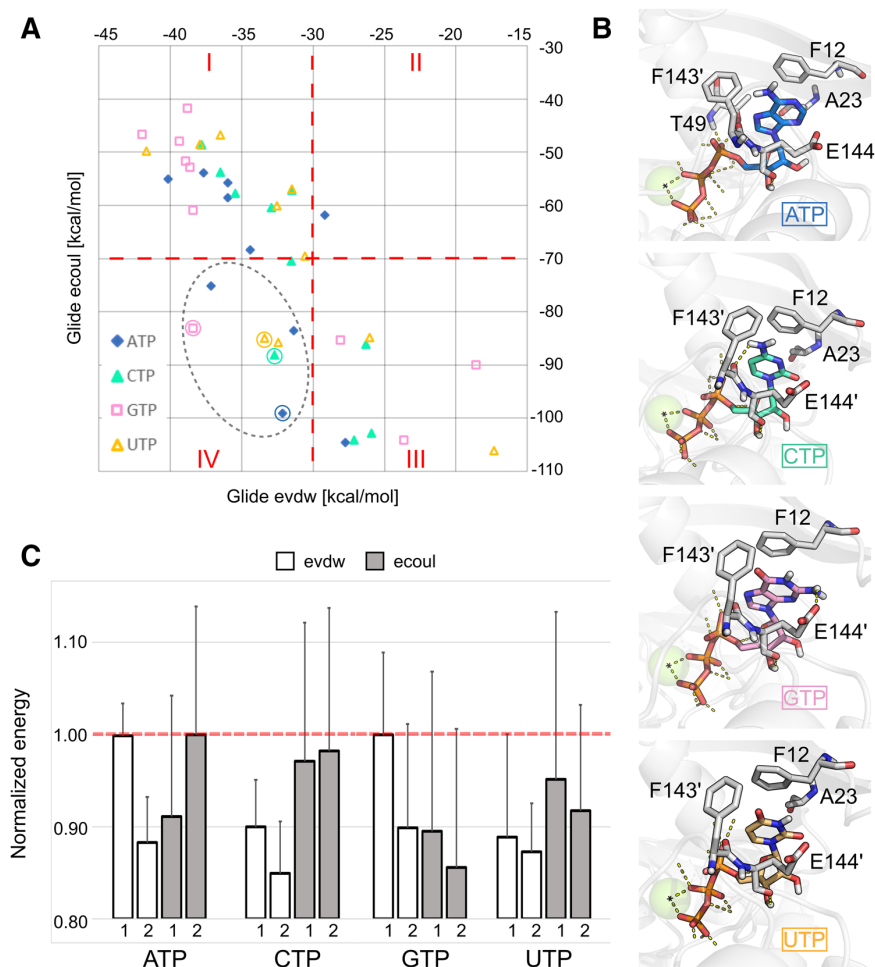 A
-45 -40 -35 -30 -25 -20 -15
I
II
-30
-40
-50
-60
-70
-80
-90
-100
-110
Glide ecoul [kcal/mol]
ATP
CTP
GTP
UTP
IV
III
Glide evdw [kcal/mol]
B
F12
F143'
A23
T49
E144
*
ATP
F12
F143'
A23
E144'
*
CTP
F12
F143'
E144'
*
GTP
F12
F143'
A23
E144'
*
UTP
C
evdw ecoul
Normalized energy
1.10
1.00
0.90
0.80
1 2 1 2 1 2 1 2 1 2 1 2 1 2 1 2
ATP CTP GTP UTP